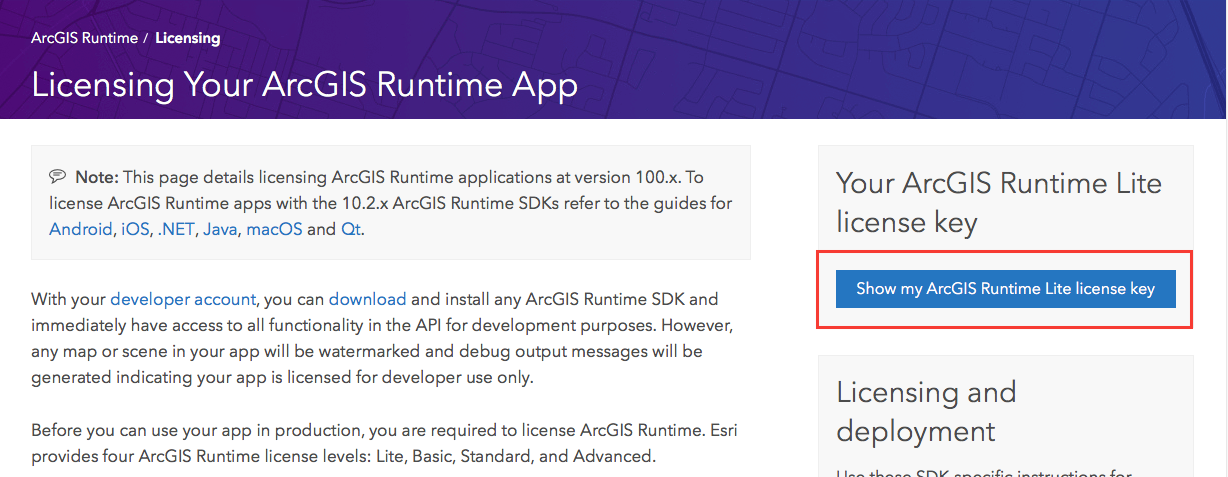 ArcGIS Runtime / Licensing
Licensing Your ArcGIS Runtime App
Note: This page details licensing ArcGIS Runtime applications at version 100.x. To
license ArcGIS Runtime apps with the 10.2.x ArcGIS Runtime SDKs refer to the guides for
Android, iOS, .NET, Java, macOS and Qt.
With your developer account, you can download and install any ArcGIS Runtime SDK and
immediately have access to all functionality in the API for development purposes. However,
any map or scene in your app will be watermarked and debug output messages will be
generated indicating your app is licensed for developer use only.
Before you can use your app in production, you are required to license ArcGIS Runtime. Esri
provides four ArcGIS Runtime license levels: Lite, Basic, Standard, and Advanced.
Your ArcGIS Runtime Lite
license key
Show my ArcGIS Runtime Lite license key
Licensing and
deployment
Use these SDK-specific instructions for